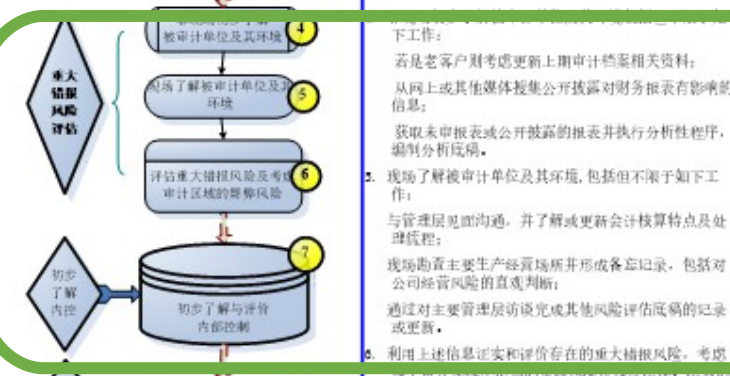 被审计单位及其环境
4
重大
错报
风险
评估
现场了解被审计单位及其
环境
5
评估重大错报风险及考虑
审计区域的舞弊风险
6
7
初步
了解
内控
初步了解与评价
内部控制
下工作：
若是老客户则考虑更新上期审计档案相关资料；
从网上或其他媒体搜集公开披露对财务报表有影响的
信息；
获取未审报表或公开披露的报表并执行分析性程序，
编制分析底稿。
5. 现场了解被审计单位及其环境,包括但不限于如下工
作：
与管理层见面沟通，并了解或更新会计核算特点及处
理流程；
现场勘查主要生产经营场所并形成备忘记录，包括对
公司经营风险的直观判断；
通过对主要管理层访谈完成其他风险评估底稿的记录
或更新。
6. 利用上述信息证实和评价存在的重大错报风险，考虑